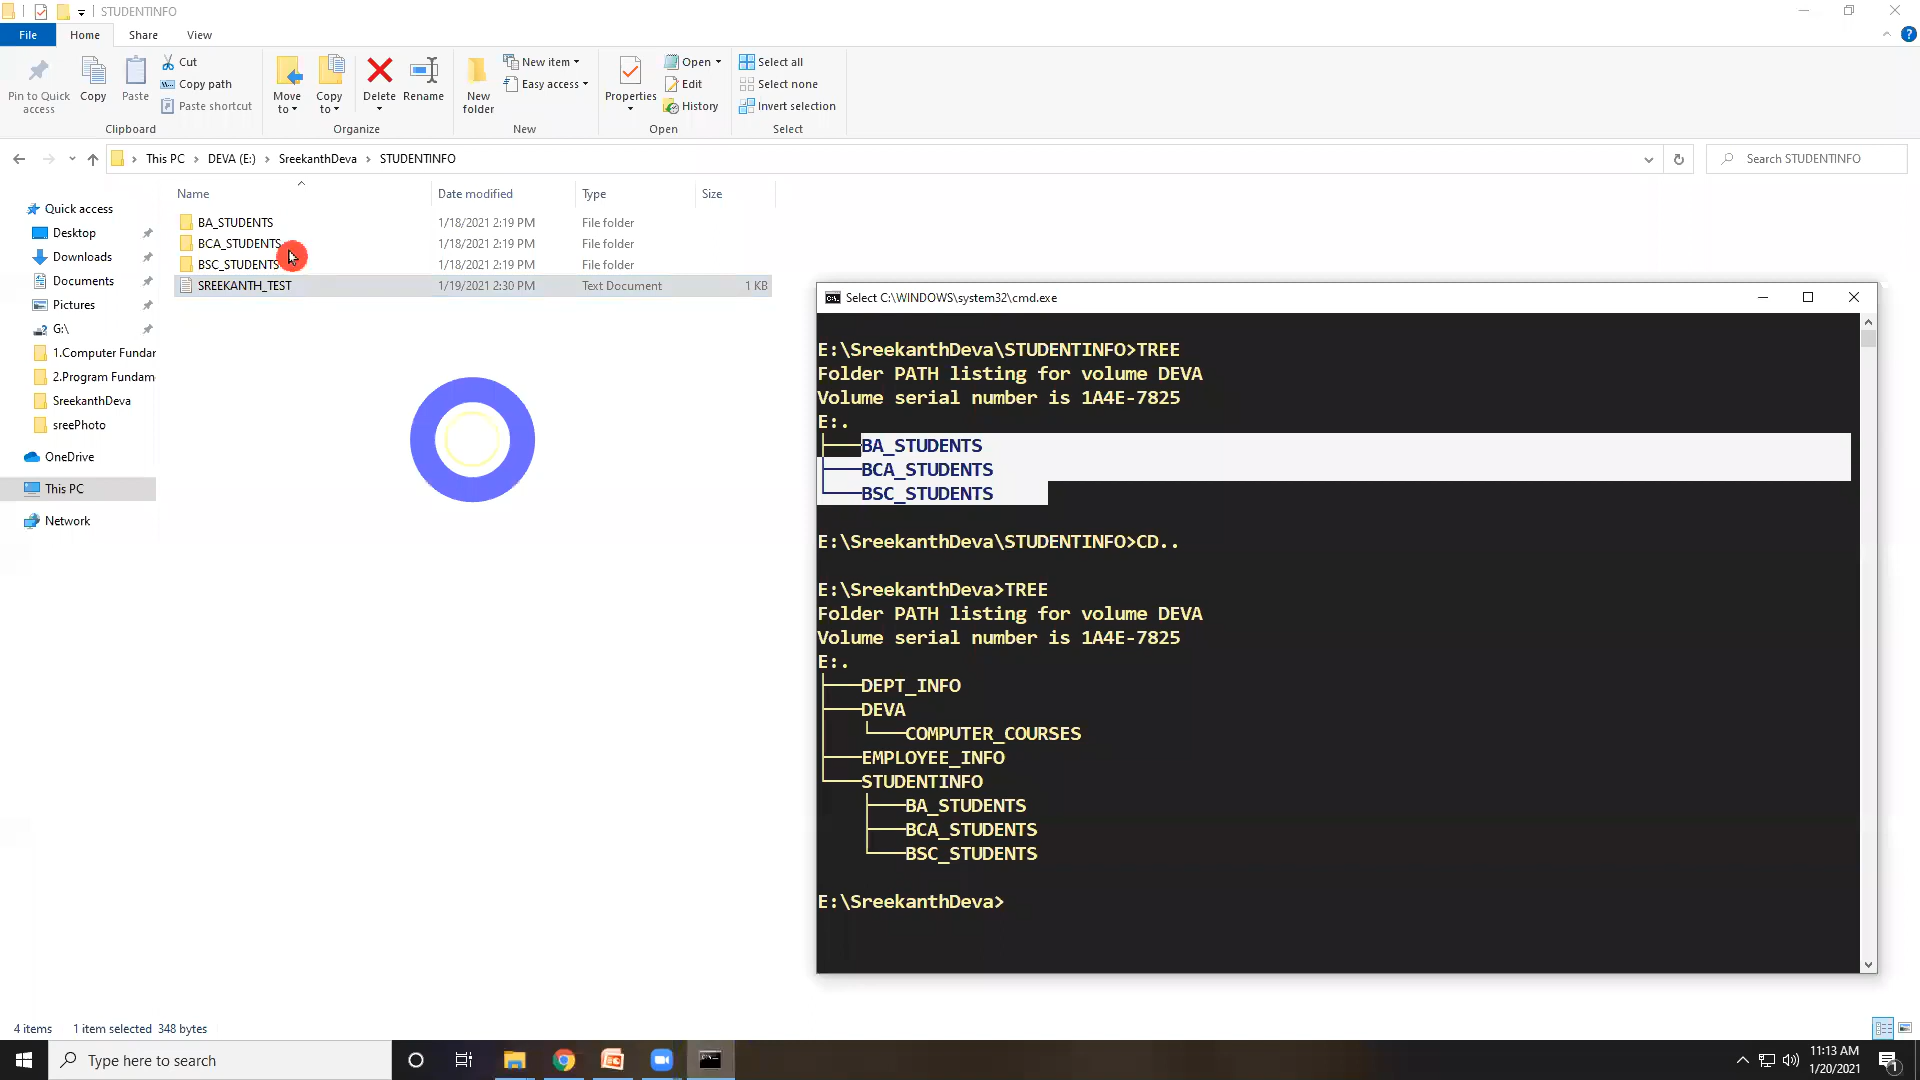 STUDENTINFO
File Home Share View
Pin to Quick access
Copy
Paste
Cut
Copy path
Paste shortcut
Clipboard
Move to
Copy to
Delete
Rename
Organize
New folder
New item
Easy access
New
Properties
Open
Edit
History
Open
Select all
Select none
Invert selection
Select
This PC > DEVA (E:) > SreekanthDeva > STUDENTINFO
Search STUDENTINFO
Name Date modified Type Size
BA_STUDENTS 1/18/2021 2:19 PM File folder
BCA_STUDENTS 1/18/2021 2:19 PM File folder
BSC_STUDENTS 1/18/2021 2:19 PM File folder
SREEKANTH_TEST 1/19/2021 2:30 PM Text Document 1 KB
Quick access
Desktop
Downloads
Documents
Pictures
G:\
1.Computer Fundar
2.Program Fundam
SreekanthDeva
sreePhoto
OneDrive
This PC
Network
Select C:\WINDOWS\system32\cmd.exe
E:\SreekanthDeva\STUDENTINFO>TREE
Folder PATH listing for volume DEVA
Volume serial number is 1A4E-7825
E:.
├───BA_STUDENTS
├───BCA_STUDENTS
└───BSC_STUDENTS
E:\SreekanthDeva\STUDENTINFO>CD..
E:\SreekanthDeva>TREE
Folder PATH listing for volume DEVA
Volume serial number is 1A4E-7825
E:.
├───DEPT_INFO
├───DEVA
│   └───COMPUTER_COURSES
├───EMPLOYEE_INFO
└───STUDENTINFO
    ├───BA_STUDENTS
    ├───BCA_STUDENTS
    └───BSC_STUDENTS
E:\SreekanthDeva>
4 items 1 item selected 348 bytes
Type here to search
11:13 AM
1/20/2021
1